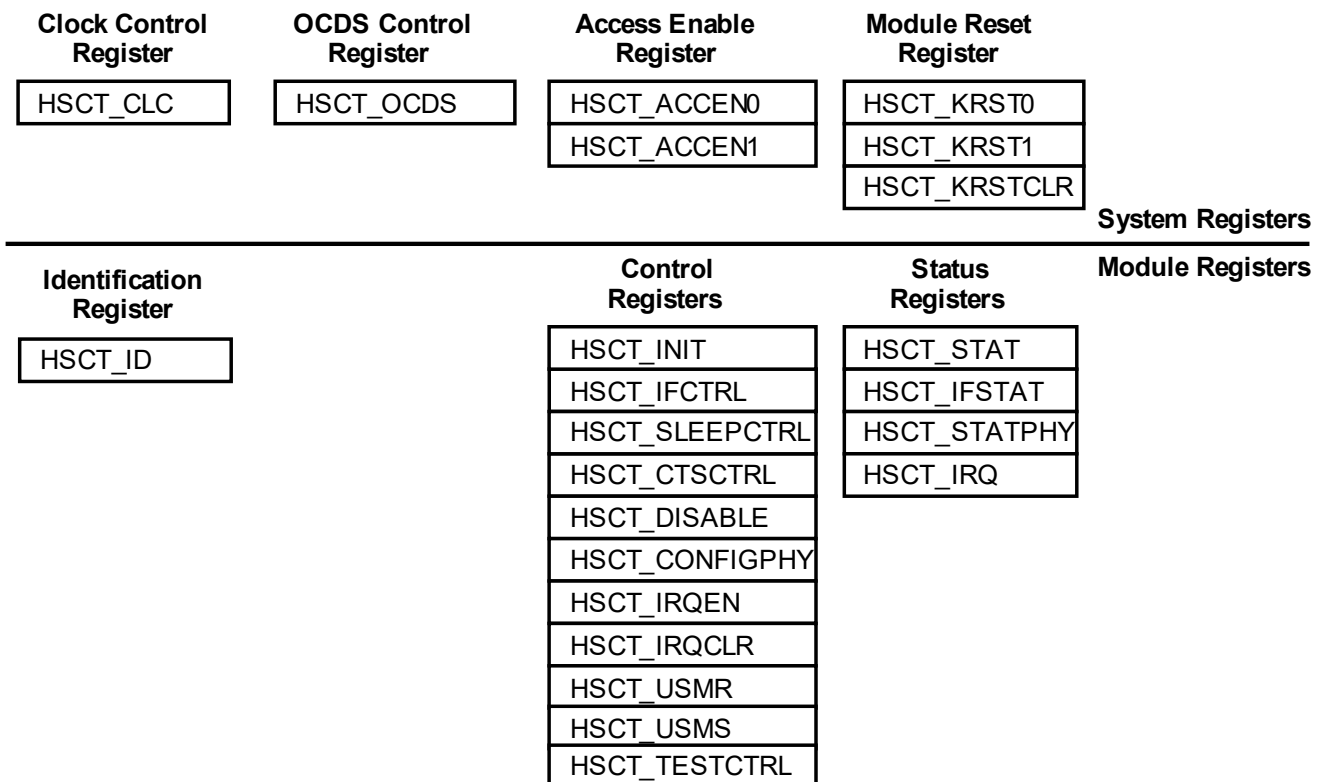 Clock Control
Register
HSCT_CLC
OCDS Control
Register
HSCT_OCDS
Access Enable
Register
HSCT_ACCEN0
HSCT_ACCEN1
Module Reset
Register
HSCT_KRST0
HSCT_KRST1
HSCT_KRSTCLR
System Registers
Module Registers
Identification
Register
HSCT_ID
Control
Registers
HSCT_INIT
HSCT_IFCTRL
HSCT_SLEEPCTRL
HSCT_CTSCTRL
HSCT_DISABLE
HSCT_CONFIGPHY
HSCT_IRQEN
HSCT_IRQCLR
HSCT_USMR
HSCT_USMS
HSCT_TESTCTRL
Status
Registers
HSCT_STAT
HSCT_IFSTAT
HSCT_STATPHY
HSCT_IRQ